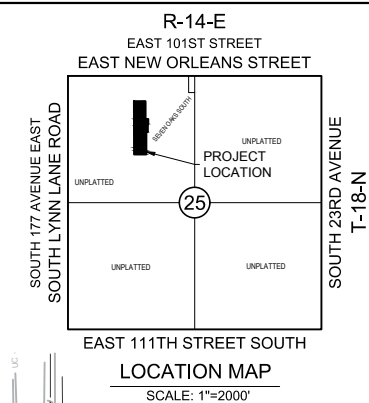 R-14-E
EAST 101ST STREET
EAST NEW ORLEANS STREET
SOUTH 177 AVENUE EAST
SOUTH LYNN LANE ROAD
SEVEN OAKS SOUTH
UNPLATTED
UNPLATTED
PROJECT
LOCATION
25
UNPLATTED
UNPLATTED
SOUTH 23RD AVENUE
T-18-N
EAST 111TH STREET SOUTH
LOCATION MAP
SCALE: 1"=2000'
UC -